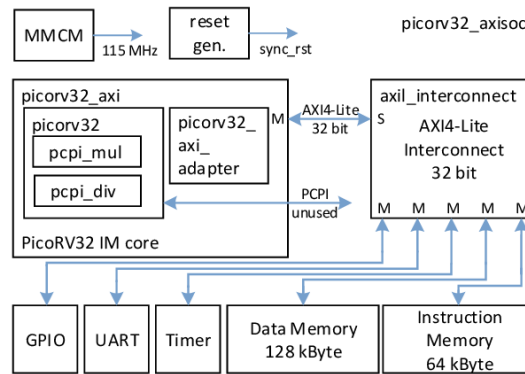 MMCM
115 MHz
reset
gen.
sync_rst
picorv32_axisoc
picorv32_axi
picorv32
pcpi_mul
pcpi_div
picorv32_
axi_
adapter
M
PicoRV32 IM core
AXI4-Lite
32 bit
PCPI
unused
axil_interconnect
S
AXI4-Lite
Interconnect
32 bit
M M M M M
GPIO
UART
Timer
Data Memory
128 kByte
Instruction
Memory
64 kByte